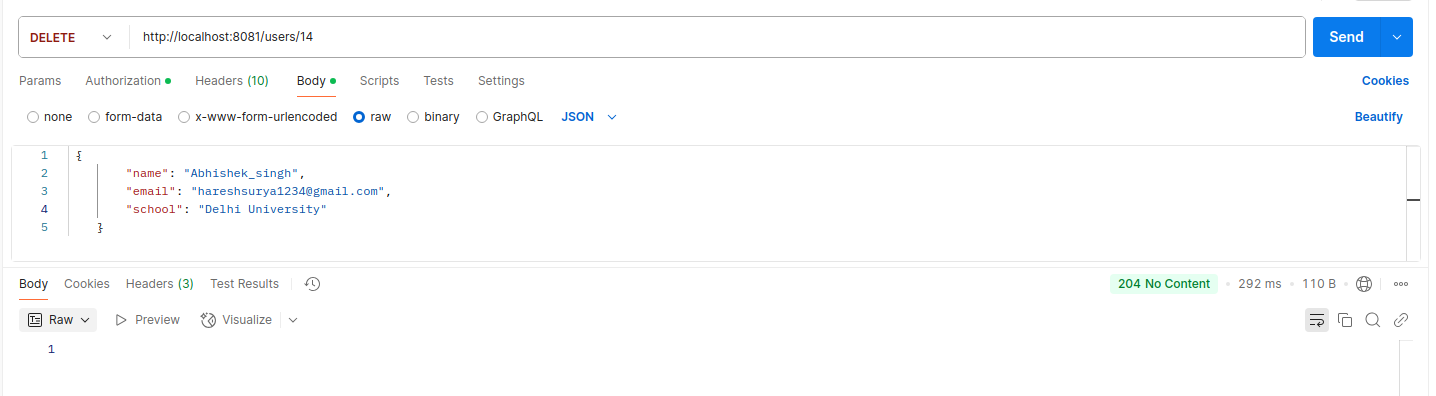 DELETE http://localhost:8081/users/14 Send
Params Authorization Headers (10) Body Scripts Tests Settings Cookies
none form-data x-www-form-urlencoded raw binary GraphQL JSON Beautify
1 {
2 "name": "Abhishek_singh",
3 "email": "hareshsurya1234@gmail.com",
4 "school": "Delhi University"
5 }
Body Cookies Headers (3) Test Results 204 No Content 292 ms 110 B
Raw Preview Visualize
1